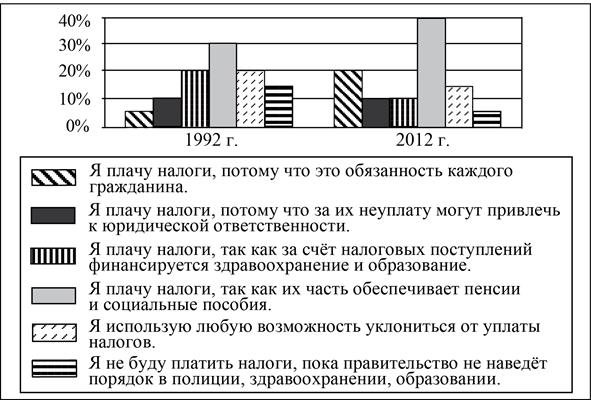 40%
30%
20%
10%
0%
1992 г.
2012 г.
Я плачу налоги, потому что это обязанность каждого
гражданина.
Я плачу налоги, потому что за их неуплату могут привлечь
к юридической ответственности.
Я плачу налоги, так как за счёт налоговых поступлений
финансируется здравоохранение и образование.
Я плачу налоги, так как их часть обеспечивает пенсии
и социальные пособия.
Я использую любую возможность уклониться от уплаты
налогов.
Я не буду платить налоги, пока правительство не наведёт
порядок в полиции, здравоохранении, образовании.